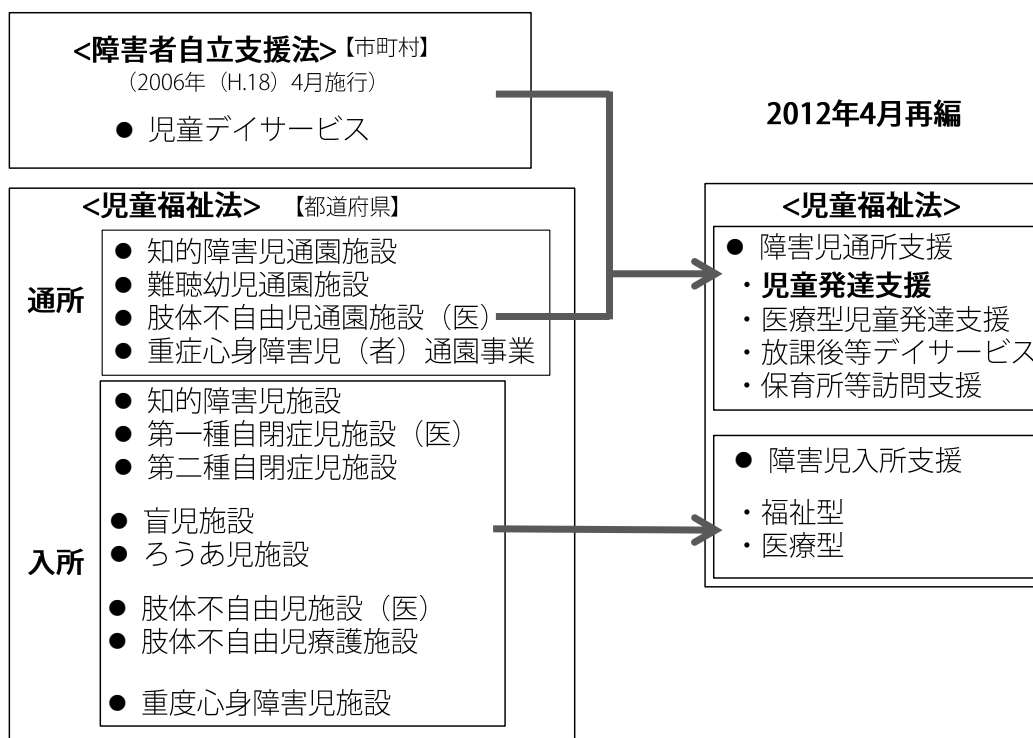 <障害者自立支援法>【市町村】
(2006年(H.18)4月施行)
● 児童デイサービス
<児童福祉法> 【都道府県】
通所
● 知的障害児通園施設
● 難聴幼児通園施設
● 肢体不自由児通園施設(医)
● 重症心身障害児(者)通園事業
入所
● 知的障害児施設
● 第一種自閉症児施設(医)
● 第二種自閉症児施設
● 盲児施設
● ろうあ児施設
● 肢体不自由児施設(医)
● 肢体不自由児療護施設
● 重度心身障害児施設
2012年4月再編
<児童福祉法>
● 障害児通所支援
・児童発達支援
・医療型児童発達支援
・放課後等デイサービス
・保育所等訪問支援
● 障害児入所支援
・福祉型
・医療型